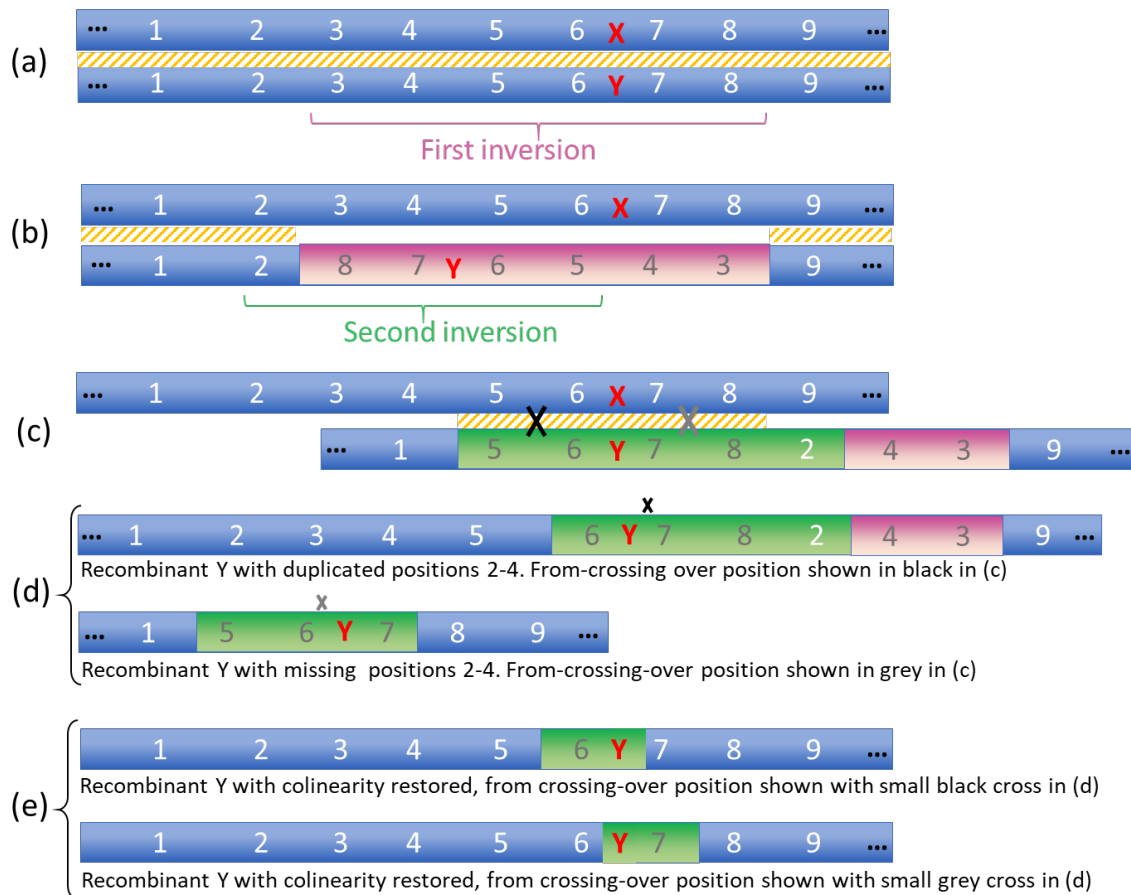 ... 1 2 3 4 5 6 X 7 8 9 ...
(a)
... 1 2 3 4 5 6 Y 7 8 9 ...
First inversion
... 1 2 3 4 5 6 X 7 8 9 ...
(b)
... 1 2 8 7 Y 6 5 4 3 9 ...
Second inversion
... 1 2 3 4 5 6 X 7 8 9 ...
X X
(c)
... 1 5 6 Y 7 8 2 4 3 9 ...
x
... 1 2 3 4 5 6 Y 7 8 2 4 3 9 ...
Recombinant Y with duplicated positions 2-4. From-crossing over position shown in black in (c)
(d)
x
... 1 5 6 Y 7 8 9 ...
Recombinant Y with missing positions 2-4. From-crossing-over position shown in grey in (c)
1 2 3 4 5 6 Y 7 8 9 ...
Recombinant Y with colinearity restored, from crossing-over position shown with small black cross in (d)
(e)
1 2 3 4 5 6 Y 7 8 9 ...
Recombinant Y with colinearity restored, from crossing-over position shown with small grey cross in (d)